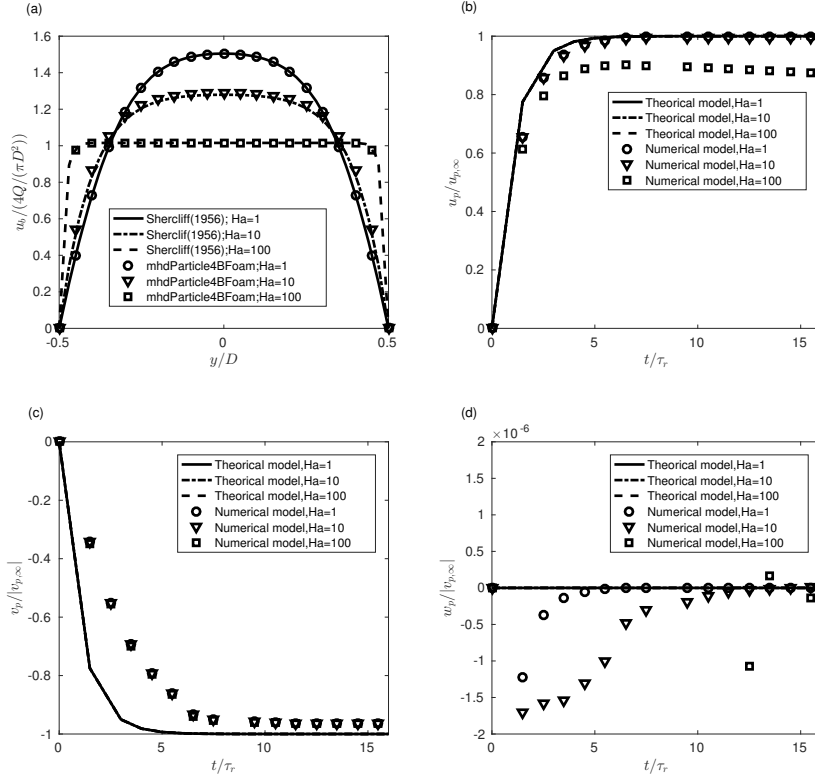 (a)
1.6
1.4
1.2
1
0.8
0.6
0.4
0.2
0
u_b/(4Q/(πD²))
Shercliff(1956); Ha=1
Shercliff(1956);Ha=10
Shercliff(1956);Ha=100
mhdParticle4BFoam;Ha=1
mhdParticle4BFoam;Ha=10
mhdParticle4BFoam;Ha=100
-0.5
0
0.5
y/D
(b)
1
0.8
0.6
0.4
0.2
0
u_p/u_{p,∞}
Theorical model,Ha=1
Theorical model,Ha=10
Theorical model,Ha=100
Numerical model,Ha=1
Numerical model,Ha=10
Numerical model,Ha=100
0
5
10
15
t/τ_r
(c)
0
-0.2
-0.4
-0.6
-0.8
-1
v_p/|v_{p,∞}|
Theorical model,Ha=1
Theorical model,Ha=10
Theorical model,Ha=100
Numerical model,Ha=1
Numerical model,Ha=10
Numerical model,Ha=100
0
5
10
15
t/τ_r
(d)
×10⁻⁶
2
1.5
1
0.5
0
-0.5
-1
-1.5
-2
w_p/|v_{p,∞}|
Theorical model,Ha=1
Theorical model,Ha=10
Theorical model,Ha=100
Numerical model,Ha=1
Numerical model,Ha=10
Numerical model,Ha=100
0
5
10
15
t/τ_r